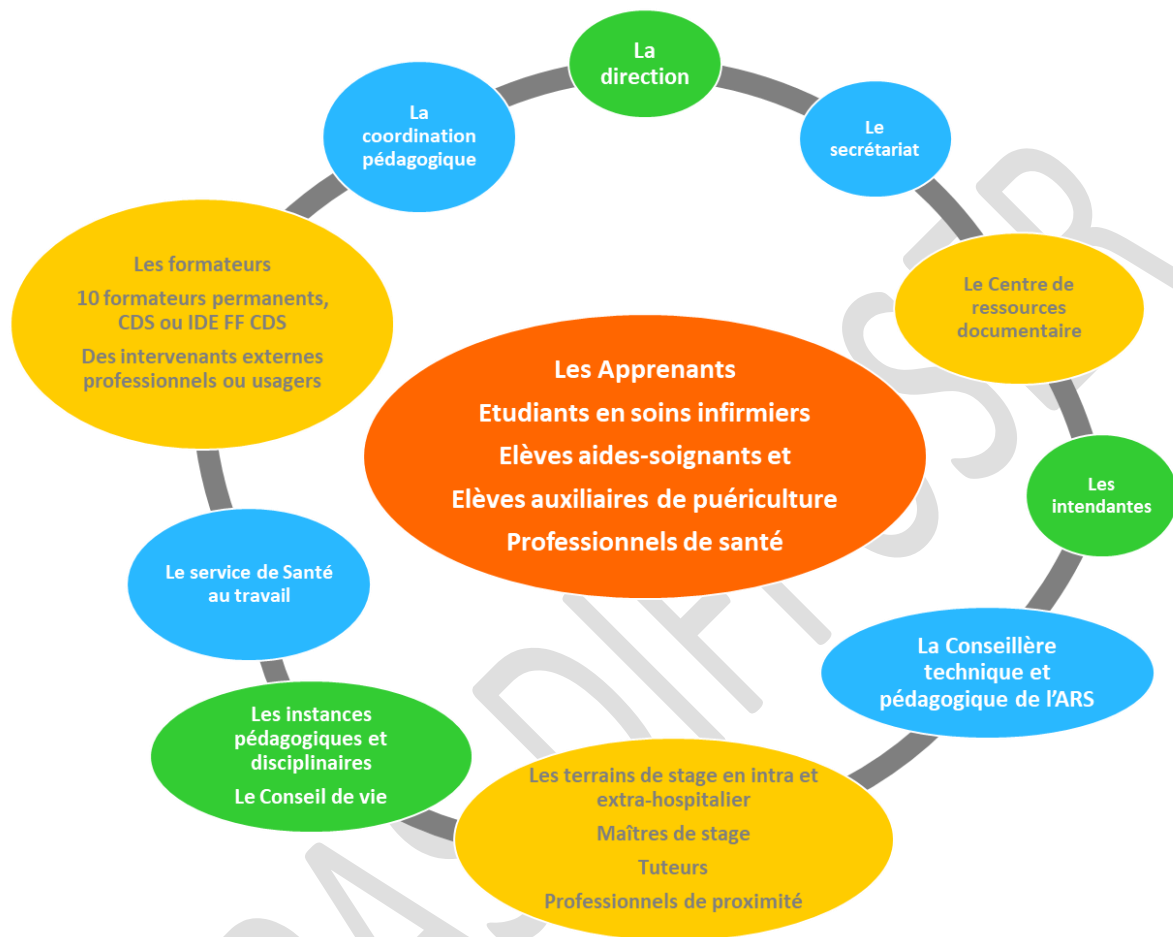 La
direction
Le
secrétariat
Le Centre de
ressources
documentaire
Les
intendantes
La Conseillère
technique et
pédagogique de l'ARS
Les terrains de stage en intra et
extra-hospitalier
Maîtres de stage
Tuteurs
Professionnels de proximité
Les instances
pédagogiques et
disciplinaires
Le Conseil de vie
Le service de Santé
au travail
Les formateurs
10 formateurs permanents,
CDS ou IDE FF CDS
Des intervenants externes
professionnels ou usagers
La
coordination
pédagogique
Les Apprenants
Etudiants en soins infirmiers
Elèves aides-soignants et
Elèves auxiliaires de puériculture
Professionnels de santé